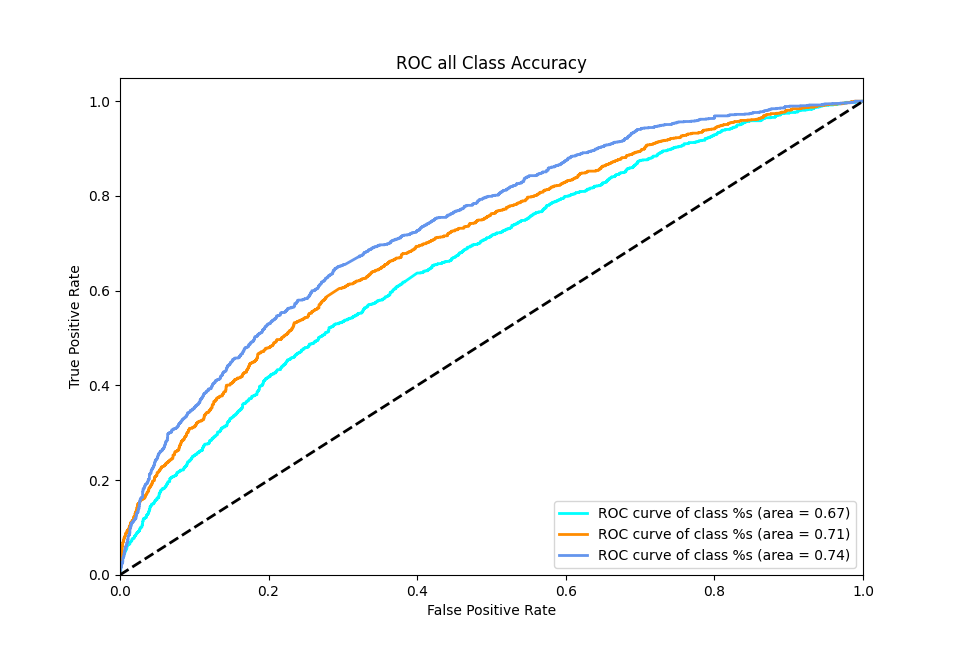 ROC all Class Accuracy
True Positive Rate
1.0
0.8
0.6
0.4
0.2
0.0
0.0 0.2 0.4 0.6 0.8 1.0
False Positive Rate
ROC curve of class %s (area = 0.67)
ROC curve of class %s (area = 0.71)
ROC curve of class %s (area = 0.74)